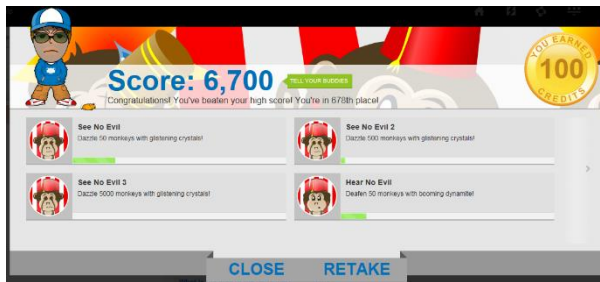 Score: 6,700
TELL YOUR BUDDIES
Congratulations! You've beaten your high score! You're in 678th place!
YOU EARNED
100
CREDITS
See No Evil
Dazzle 50 monkeys with glistening crystals!
See No Evil 2
Dazzle 500 monkeys with glistening crystals!
See No Evil 3
Dazzle 5000 monkeys with glistening crystals!
Hear No Evil
Deafen 50 monkeys with booming dynamite!
CLOSE
RETAKE